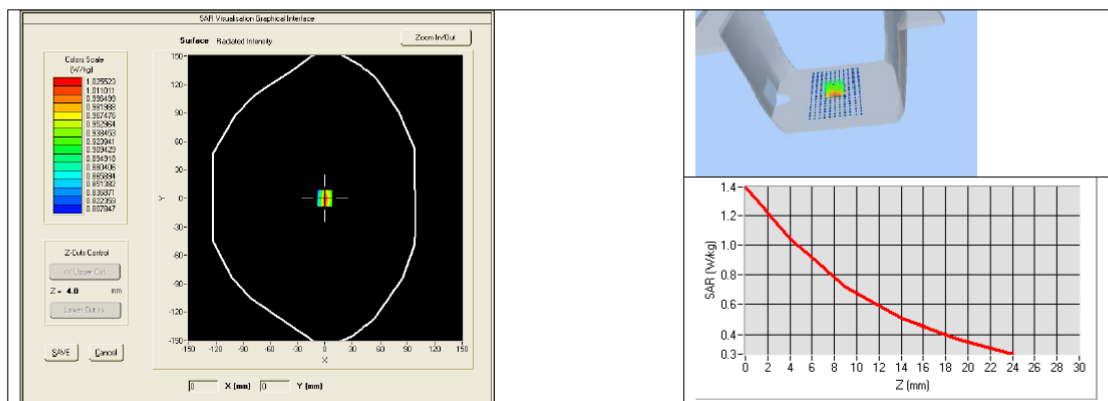 SAR Visualisation Graphical Interface
Surface Radiated Intensity
Zoom In/Out
Colors Scale
(W/kg)
1.025523
1.011011
0.996499
0.981988
0.967476
0.952964
0.938453
0.923941
0.909429
0.894918
0.880406
0.865894
0.851382
0.836871
0.822359
0.807847
150
120
90
60
30
0
-30
-60
-90
-120
-150
Y
-150 -120 -90 -60 -30 0 30 60 90 120 150
X
Z-Cuts Control
<< Upper Cut
Z = 4.0 mm
Lower Cut >>
SAVE Cancel
0 X (mm) 0 Y (mm)
1.4
1.2
1.0
0.8
0.6
0.4
0.3
SAR (W/kg)
0 2 4 6 8 10 12 14 16 18 20 22 24 26 28 30
Z (mm)